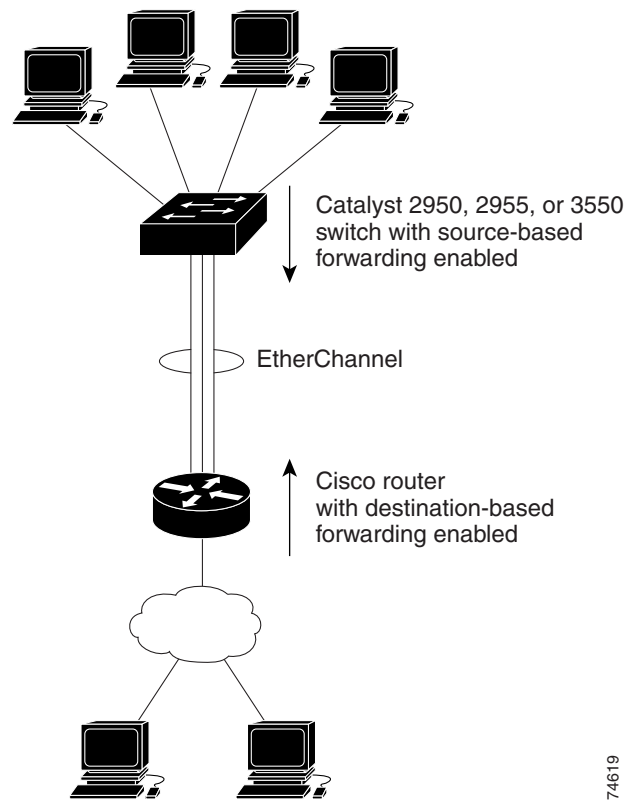 Catalyst 2950, 2955, or 3550
switch with source-based
forwarding enabled
EtherChannel
Cisco router
with destination-based
forwarding enabled
74619